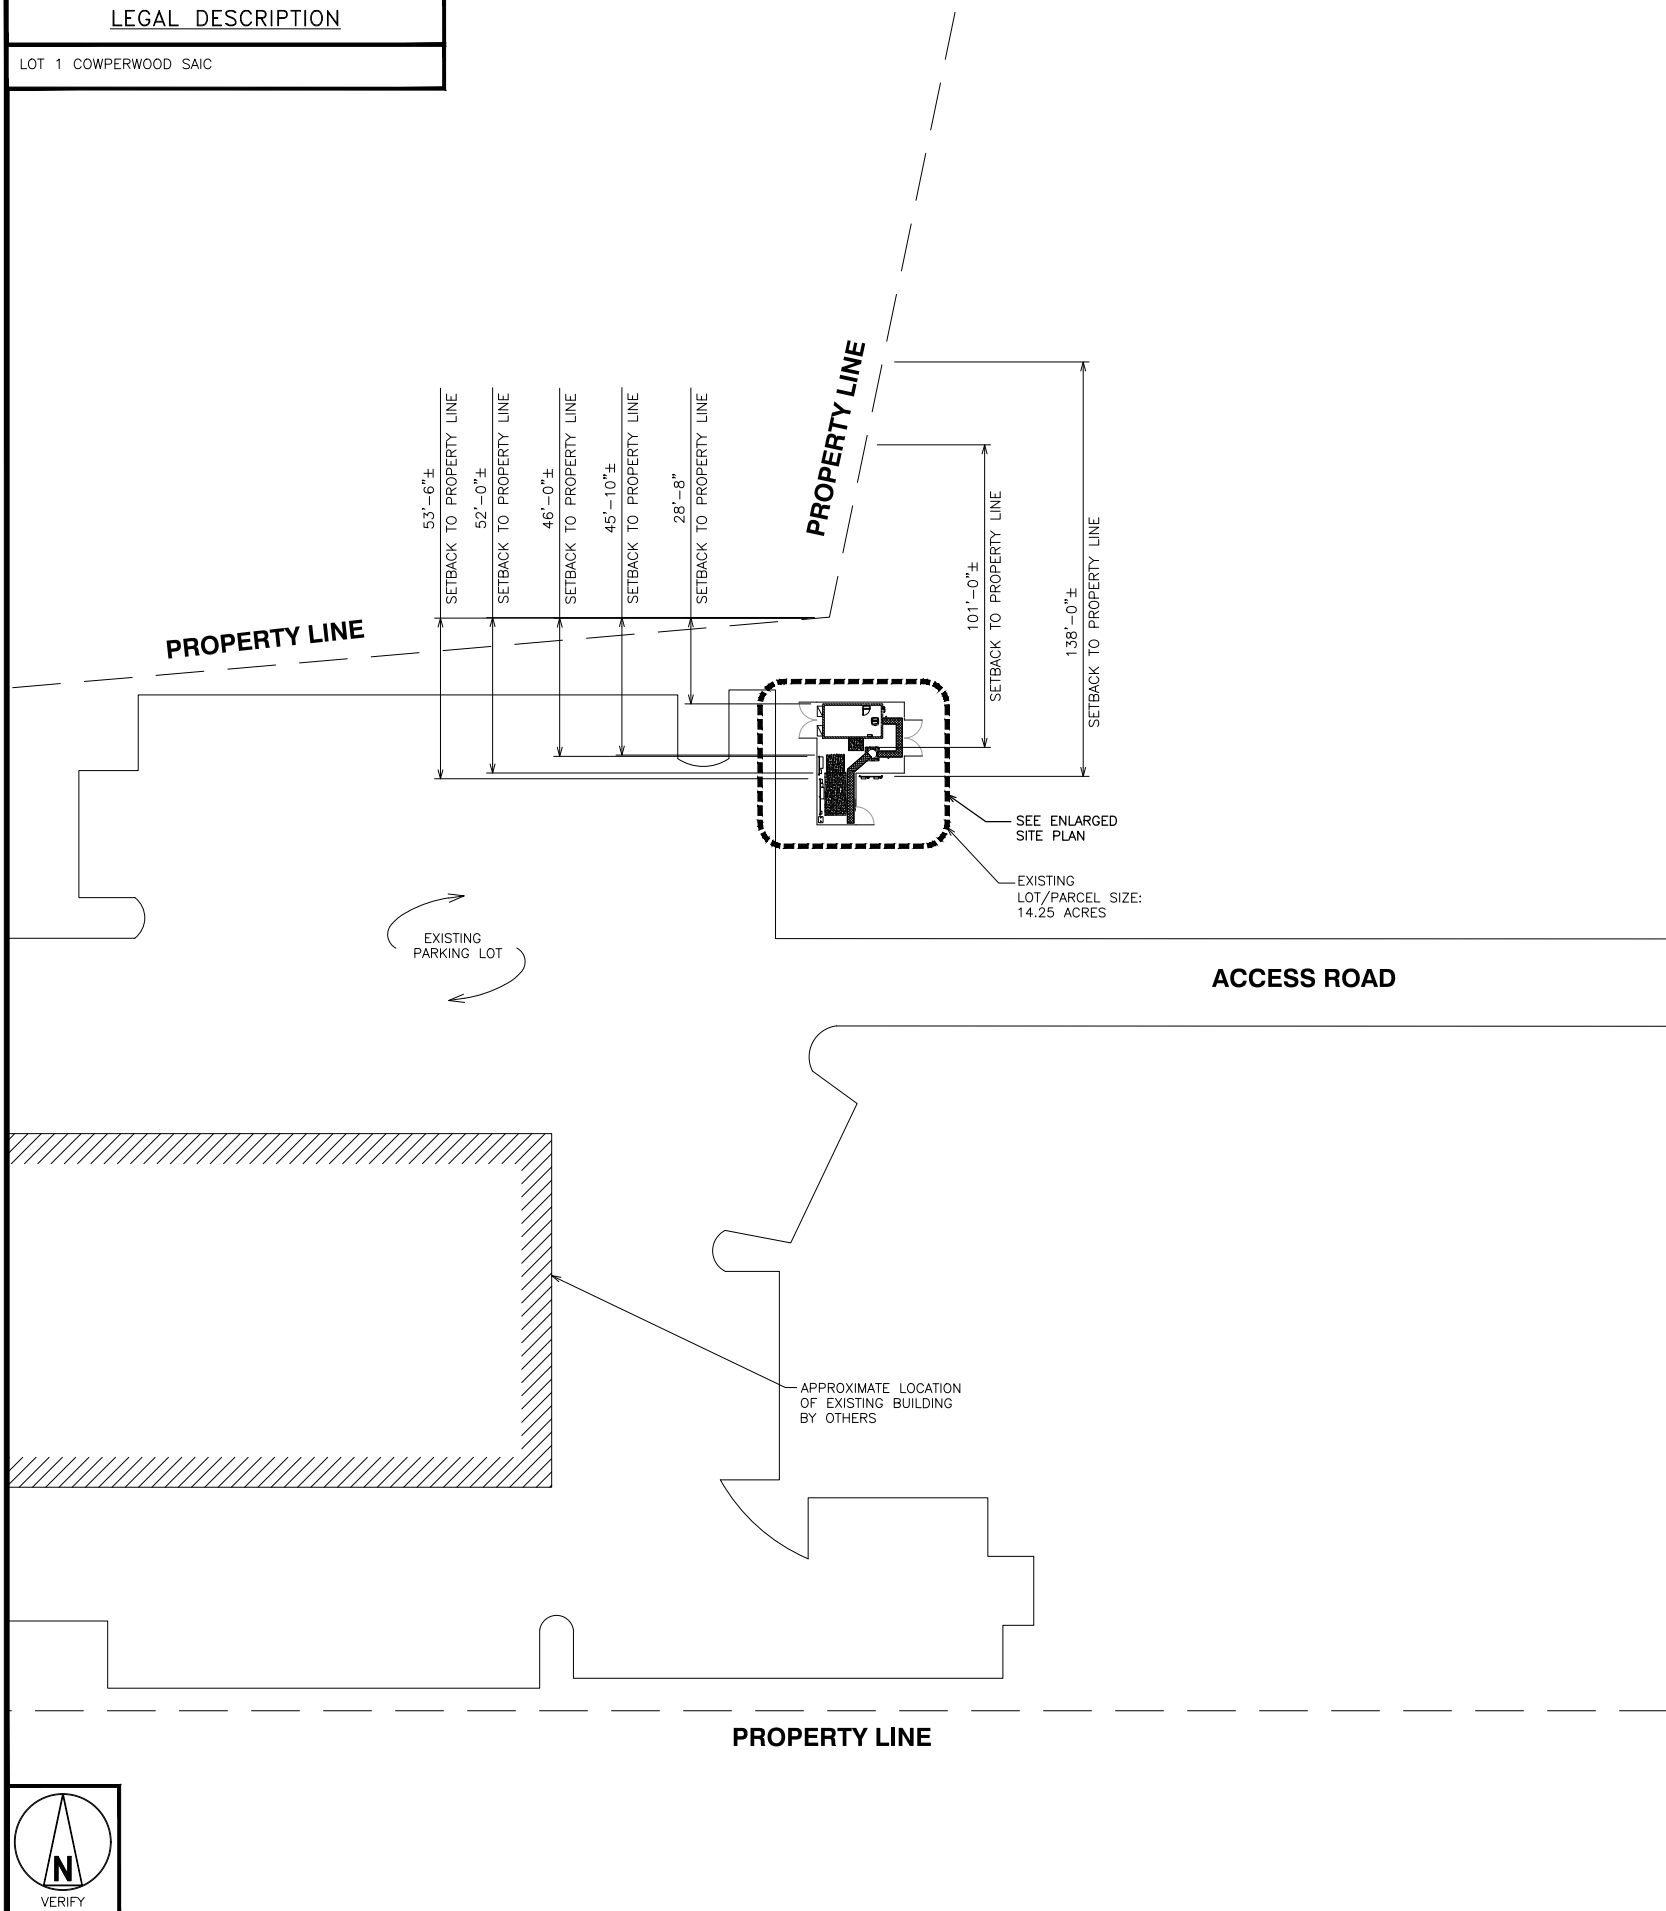 LEGAL DESCRIPTION
LOT 1 COWPERWOOD SAIC
PROPERTY LINE
53'-6"±
SETBACK TO PROPERTY LINE
52'-0"±
SETBACK TO PROPERTY LINE
46'-0"±
SETBACK TO PROPERTY LINE
45'-10"±
SETBACK TO PROPERTY LINE
28'-8"
SETBACK TO PROPERTY LINE
101'-0"±
SETBACK TO PROPERTY LINE
138'-0"±
SETBACK TO PROPERTY LINE
PROPERTY LINE
SEE ENLARGED
SITE PLAN
EXISTING
LOT/PARCEL SIZE:
14.25 ACRES
EXISTING
PARKING LOT
ACCESS ROAD
APPROXIMATE LOCATION
OF EXISTING BUILDING
BY OTHERS
PROPERTY LINE
N
VERIFY